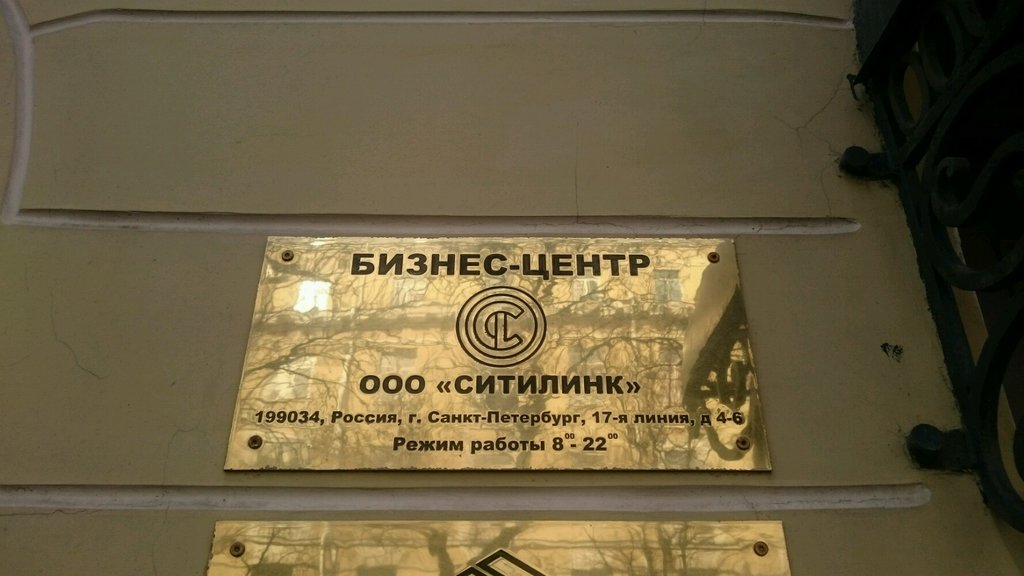 БИЗНЕС-ЦЕНТР
ООО «СИТИЛИНК»
199034, Россия, г. Санкт-Петербург, 17-я линия, д 4-6
Режим работы 8⁰⁰ - 22⁰⁰